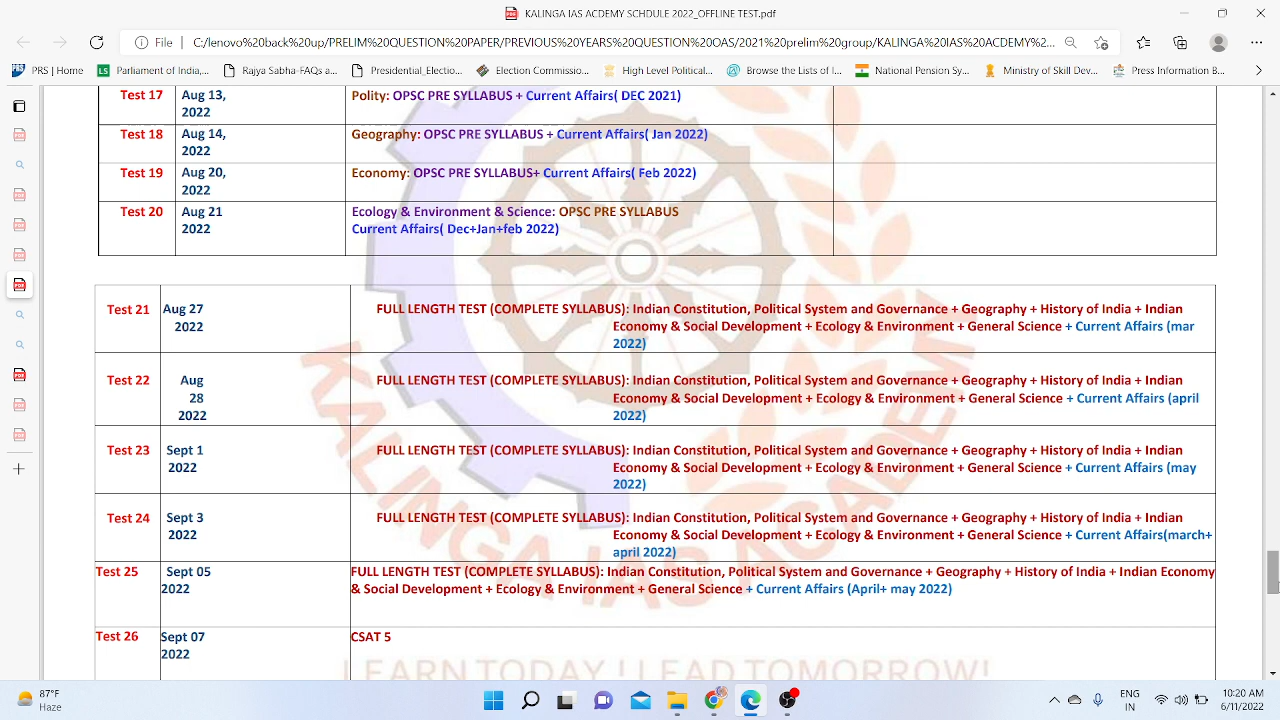 KALINGA IAS ADEMY SCHDULE 2022_OFFLINE TEST.pdf
File C:/lenovo%20back%20up/PRELIM%20QUESTION%20PAPER/PREVIOUS%20YEARS%20QUESTION%20OAS/2021%20prelim%20group/KALINGA%20IAS%20ACDEMY%2...
PRS | Home Parliament of India,... Rajya Sabha-FAQs a... Presidential_Electio... Election Commission... High Level Political... Browse the Lists of I... National Pension Sy... Ministry of Skill Dev... Press Information B...
Test 17 Aug 13, Polity: OPSC PRE SYLLABUS + Current Affairs( DEC 2021)
2022
Test 18 Aug 14, Geography: OPSC PRE SYLLABUS + Current Affairs( Jan 2022)
2022
Test 19 Aug 20, Economy: OPSC PRE SYLLABUS+ Current Affairs( Feb 2022)
2022
Test 20 Aug 21 Ecology & Environment & Science: OPSC PRE SYLLABUS
2022 Current Affairs( Dec+Jan+feb 2022)
Test 21 Aug 27 FULL LENGTH TEST (COMPLETE SYLLABUS): Indian Constitution, Political System and Governance + Geography + History of India + Indian
2022 Economy & Social Development + Ecology & Environment + General Science + Current Affairs (mar
2022)
Test 22 Aug FULL LENGTH TEST (COMPLETE SYLLABUS): Indian Constitution, Political System and Governance + Geography + History of India + Indian
28 Economy & Social Development + Ecology & Environment + General Science + Current Affairs (april
2022 2022)
Test 23 Sept 1 FULL LENGTH TEST (COMPLETE SYLLABUS): Indian Constitution, Political System and Governance + Geography + History of India + Indian
2022 Economy & Social Development + Ecology & Environment + General Science + Current Affairs (may
2022)
Test 24 Sept 3 FULL LENGTH TEST (COMPLETE SYLLABUS): Indian Constitution, Political System and Governance + Geography + History of India + Indian
2022 Economy & Social Development + Ecology & Environment + General Science + Current Affairs(march+
april 2022)
Test 25 Sept 05 FULL LENGTH TEST (COMPLETE SYLLABUS): Indian Constitution, Political System and Governance + Geography + History of India + Indian Economy
2022 & Social Development + Ecology & Environment + General Science + Current Affairs (April+ may 2022)
Test 26 Sept 07 CSAT 5
2022
KALINGA IAS ACADEMY
LEARN TODAY ! LEAD TOMORROW!
87°F ENG 10:20 AM
Haze IN 6/11/2022